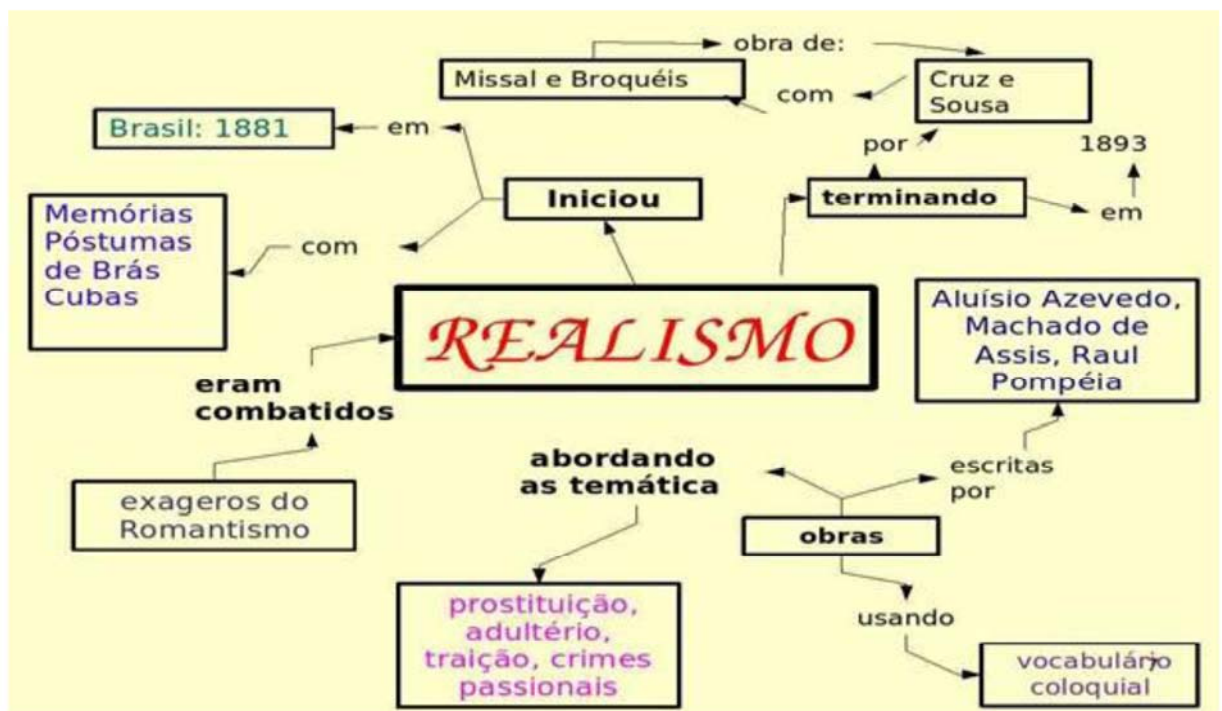 obra de:
Missal e Broquéis
com
Cruz e
Sousa
Brasil: 1881
em
por
1893
Iniciou
terminando
em
Memórias
Póstumas
de Brás
Cubas
com
REALISMO
Aluísio Azevedo,
Machado de
Assis, Raul
Pompéia
eram
combatidos
abordando
as temática
escritas
por
exageros do
Romantismo
obras
prostituição,
adultério,
traição, crimes
passionais
usando
vocabulário
coloquial
7